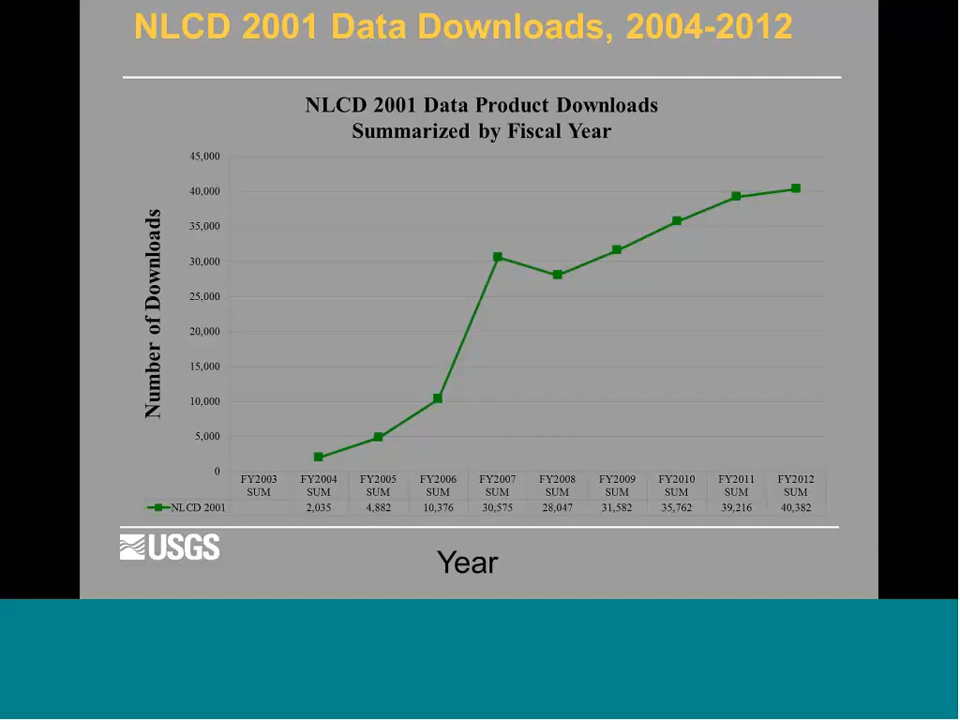 NLCD 2001 Data Downloads, 2004-2012
NLCD 2001 Data Product Downloads
Summarized by Fiscal Year
Number of Downloads
45,000
40,000
35,000
30,000
25,000
20,000
15,000
10,000
5,000
0
FY2003 FY2004 FY2005 FY2006 FY2007 FY2008 FY2009 FY2010 FY2011 FY2012
SUM SUM SUM SUM SUM SUM SUM SUM SUM SUM
NLCD 2001 2,035 4,882 10,376 30,575 28,047 31,582 35,762 39,216 40,382
USGS
Year